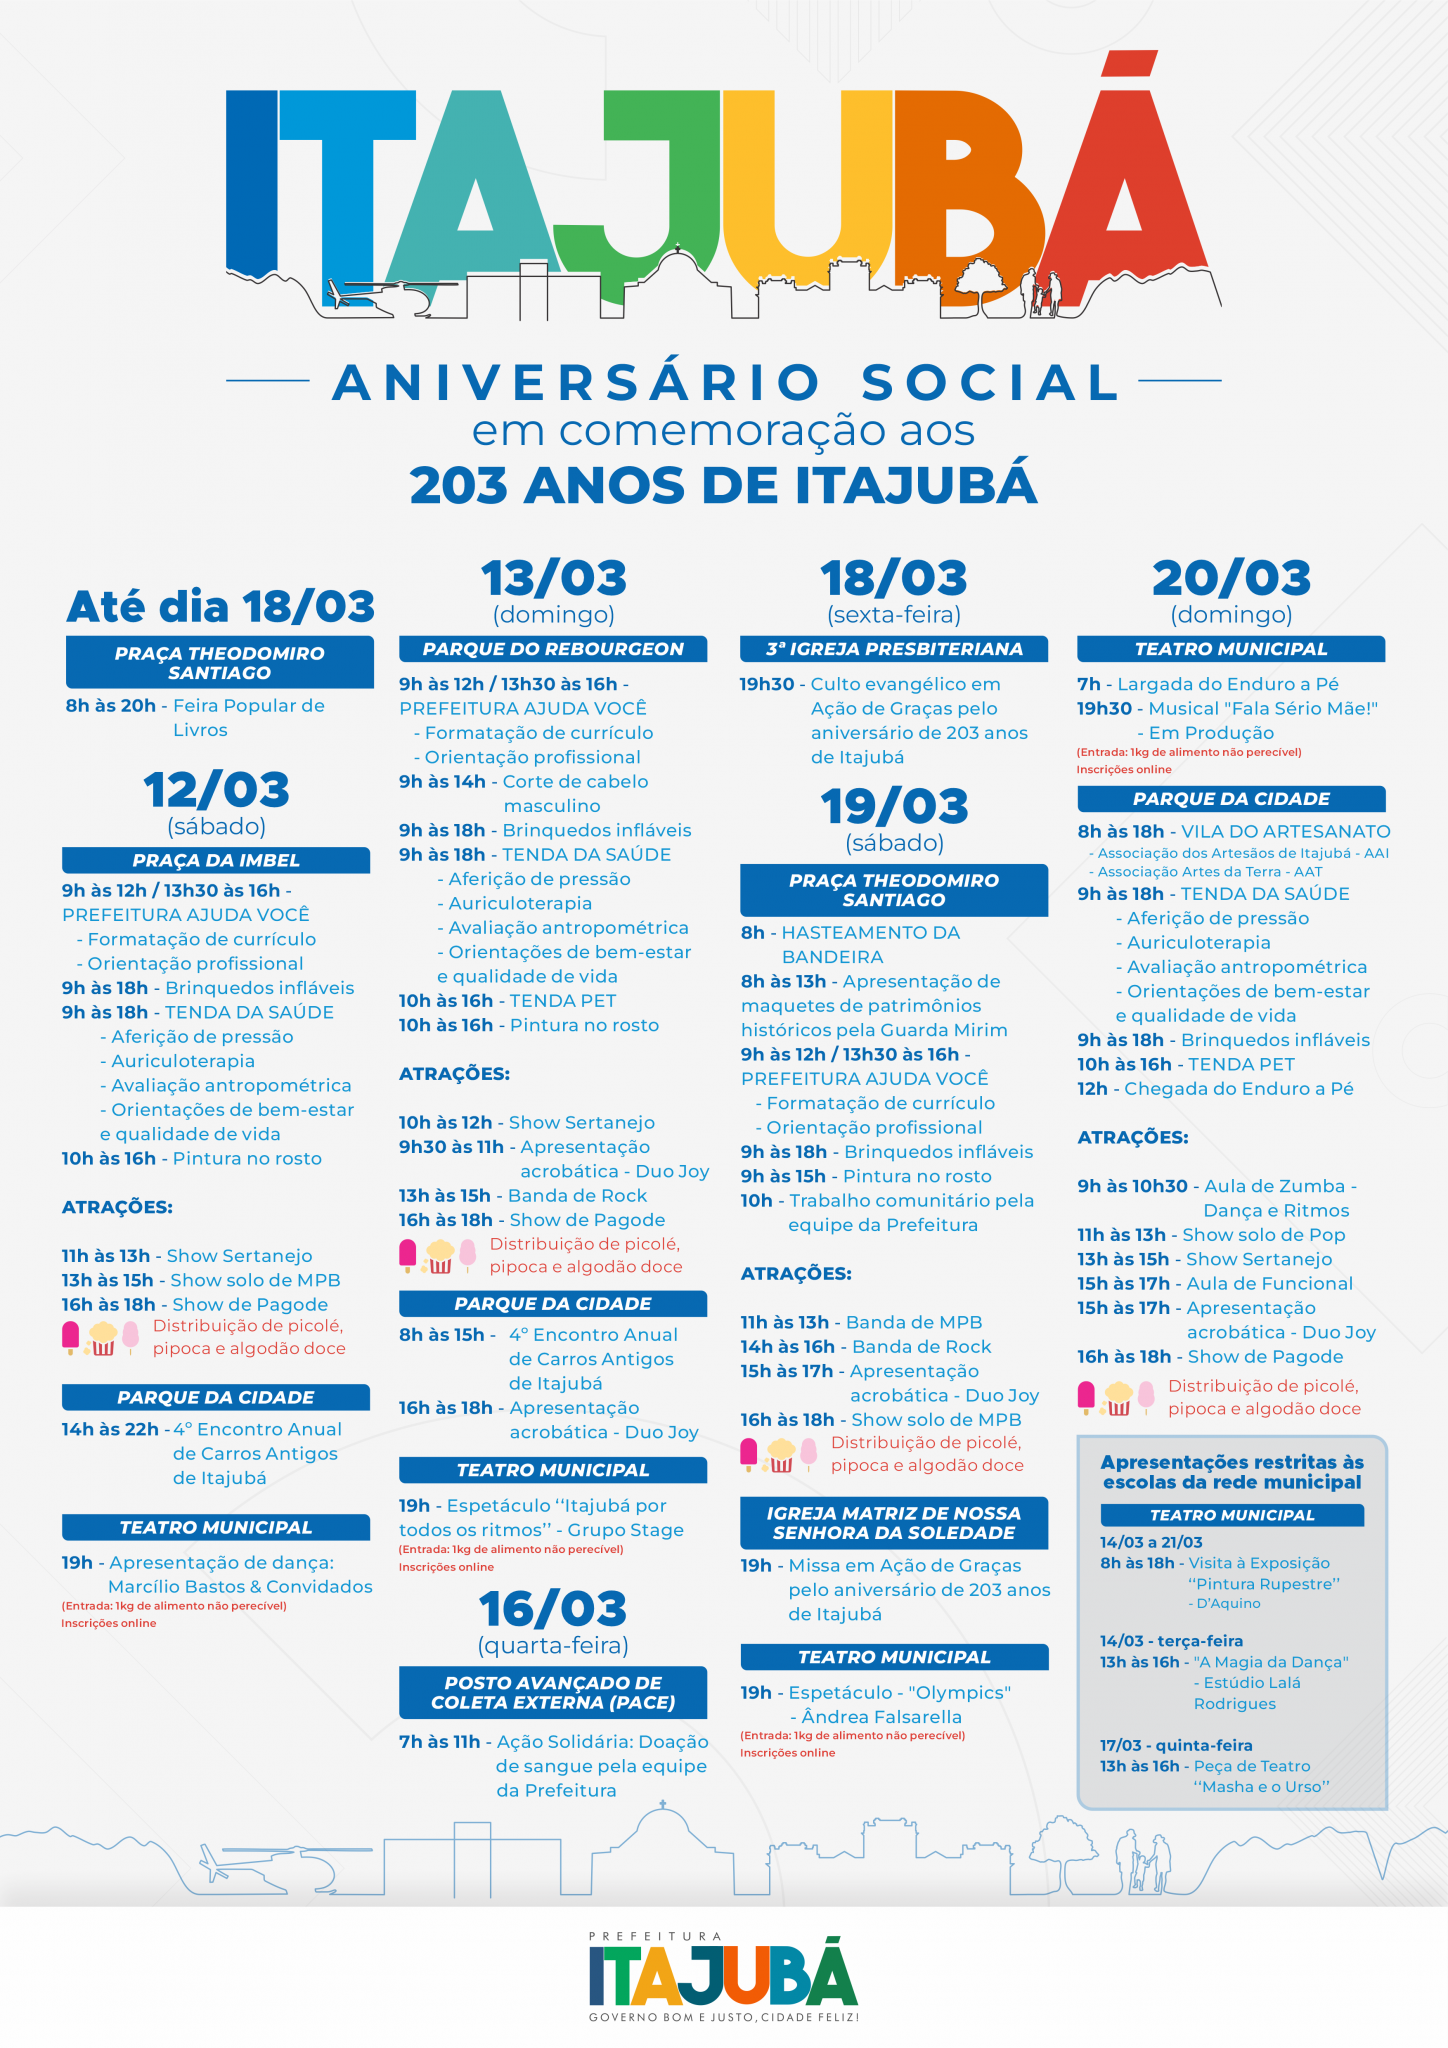 ITAJUBÁ
ANIVERSÁRIO SOCIAL
em comemoração aos
203 ANOS DE ITAJUBÁ
Até dia 18/03
PRAÇA THEODOMIRO
SANTIAGO
8h às 20h - Feira Popular de
Livros
12/03
(sábado)
PRAÇA DA IMBEL
9h às 12h / 13h30 às 16h -
PREFEITURA AJUDA VOCÊ
- Formatação de currículo
- Orientação profissional
9h às 18h - Brinquedos infláveis
9h às 18h - TENDA DA SAÚDE
- Aferição de pressão
- Auriculoterapia
- Avaliação antropométrica
- Orientações de bem-estar
e qualidade de vida
10h às 16h - Pintura no rosto
ATRAÇÕES:
11h às 13h - Show Sertanejo
13h às 15h - Show solo de MPB
16h às 18h - Show de Pagode
Distribuição de picolé,
pipoca e algodão doce
PARQUE DA CIDADE
14h às 22h - 4º Encontro Anual
de Carros Antigos
de Itajubá
TEATRO MUNICIPAL
19h - Apresentação de dança:
Marcílio Bastos & Convidados
(Entrada: 1kg de alimento não perecível)
Inscrições online
13/03
(domingo)
PARQUE DO REBOURGEON
9h às 12h / 13h30 às 16h -
PREFEITURA AJUDA VOCÊ
- Formatação de currículo
- Orientação profissional
9h às 14h - Corte de cabelo
masculino
9h às 18h - Brinquedos infláveis
9h às 18h - TENDA DA SAÚDE
- Aferição de pressão
- Auriculoterapia
- Avaliação antropométrica
- Orientações de bem-estar
e qualidade de vida
10h às 16h - TENDA PET
10h às 16h - Pintura no rosto
ATRAÇÕES:
10h às 12h - Show Sertanejo
9h30 às 11h - Apresentação
acrobática - Duo Joy
13h às 15h - Banda de Rock
16h às 18h - Show de Pagode
Distribuição de picolé,
pipoca e algodão doce
PARQUE DA CIDADE
8h às 15h - 4º Encontro Anual
de Carros Antigos
de Itajubá
16h às 18h - Apresentação
acrobática - Duo Joy
TEATRO MUNICIPAL
19h - Espetáculo ‘‘Itajubá por
todos os ritmos’’ - Grupo Stage
(Entrada: 1kg de alimento não perecível)
Inscrições online
16/03
(quarta-feira)
POSTO AVANÇADO DE
COLETA EXTERNA (PACE)
7h às 11h - Ação Solidária: Doação
de sangue pela equipe
da Prefeitura
18/03
(sexta-feira)
3ª IGREJA PRESBITERIANA
19h30 - Culto evangélico em
Ação de Graças pelo
aniversário de 203 anos
de Itajubá
19/03
(sábado)
PRAÇA THEODOMIRO
SANTIAGO
8h - HASTEAMENTO DA
BANDEIRA
8h às 13h - Apresentação de
maquetes de patrimônios
históricos pela Guarda Mirim
9h às 12h / 13h30 às 16h -
PREFEITURA AJUDA VOCÊ
- Formatação de currículo
- Orientação profissional
9h às 18h - Brinquedos infláveis
9h às 15h - Pintura no rosto
10h - Trabalho comunitário pela
equipe da Prefeitura
ATRAÇÕES:
11h às 13h - Banda de MPB
14h às 16h - Banda de Rock
15h às 17h - Apresentação
acrobática - Duo Joy
16h às 18h - Show solo de MPB
Distribuição de picolé,
pipoca e algodão doce
IGREJA MATRIZ DE NOSSA
SENHORA DA SOLEDADE
19h - Missa em Ação de Graças
pelo aniversário de 203 anos
de Itajubá
TEATRO MUNICIPAL
19h - Espetáculo - "Olympics"
- Ândrea Falsarella
(Entrada: 1kg de alimento não perecível)
Inscrições online
20/03
(domingo)
TEATRO MUNICIPAL
7h - Largada do Enduro a Pé
19h30 - Musical "Fala Sério Mãe!"
- Em Produção
(Entrada: 1kg de alimento não perecível)
Inscrições online
PARQUE DA CIDADE
8h às 18h - VILA DO ARTESANATO
- Associação dos Artesãos de Itajubá - AAI
- Associação Artes da Terra - AAT
9h às 18h - TENDA DA SAÚDE
- Aferição de pressão
- Auriculoterapia
- Avaliação antropométrica
- Orientações de bem-estar
e qualidade de vida
9h às 18h - Brinquedos infláveis
10h às 16h - TENDA PET
12h - Chegada do Enduro a Pé
ATRAÇÕES:
9h às 10h30 - Aula de Zumba -
Dança e Ritmos
11h às 13h - Show solo de Pop
13h às 15h - Show Sertanejo
15h às 17h - Aula de Funcional
15h às 17h - Apresentação
acrobática - Duo Joy
16h às 18h - Show de Pagode
Distribuição de picolé,
pipoca e algodão doce
Apresentações restritas às
escolas da rede municipal
TEATRO MUNICIPAL
14/03 a 21/03
8h às 18h - Visita à Exposição
‘‘Pintura Rupestre’’
- D’Aquino
14/03 - terça-feira
13h às 16h - "A Magia da Dança"
- Estúdio Lalá
Rodrigues
17/03 - quinta-feira
13h às 16h - Peça de Teatro
‘‘Masha e o Urso’’
PREFEITURA
ITAJUBÁ
GOVERNO BOM E JUSTO, CIDADE FELIZ!